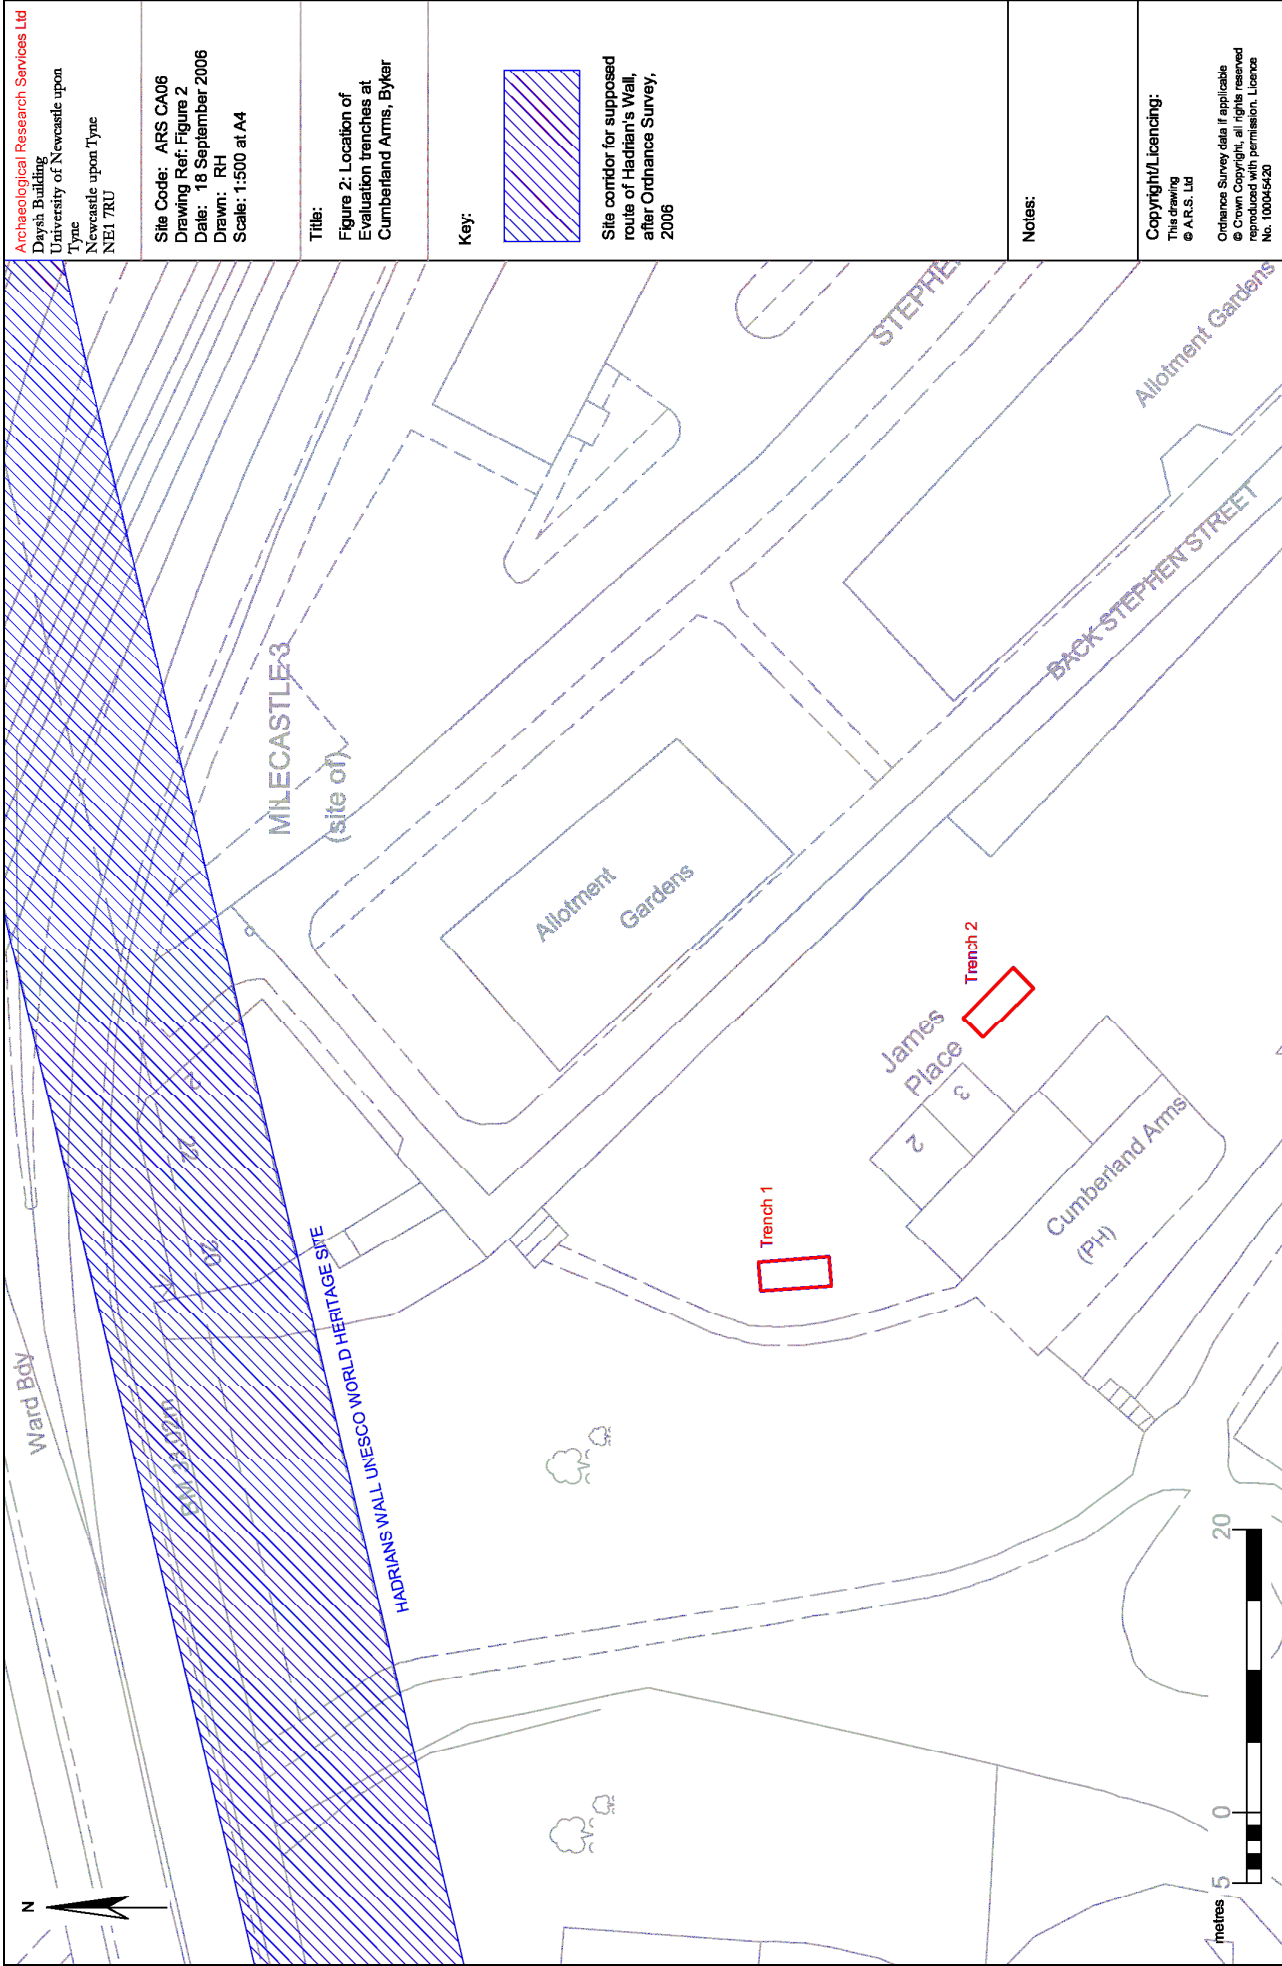 Archaeological Research Services Ltd
Daysh Building
University of Newcastle upon
Tyne
Newcastle upon Tyne
NE1 7RU
Site Code: ARS CA06
Drawing Ref: Figure 2
Date: 18 September 2006
Drawn: RH
Scale: 1:500 at A4
Title:
Figure 2: Location of
Evaluation trenches at
Cumberland Arms, Byker
Key:
Site corridor for supposed
route of Hadrian's Wall,
after Ordnance Survey,
2006
Notes:
Copyright/Licencing:
This drawing
© A.R.S. Ltd
Ordnance Survey data if applicable
© Crown Copyright, all rights reserved
reproduced with permission. Licence
No. 100045420
N
Ward Bdy
BM 33.02m
20
22
HADRIANS WALL UNESCO WORLD HERITAGE SITE
MILECASTLE 3
(site of)
Allotment
Gardens
STEPHE
Allotment Gardens
BACK STEPHEN STREET
Trench 1
Trench 2
James
Place
2
3
Cumberland Arms
(PH)
metres
5
0
20